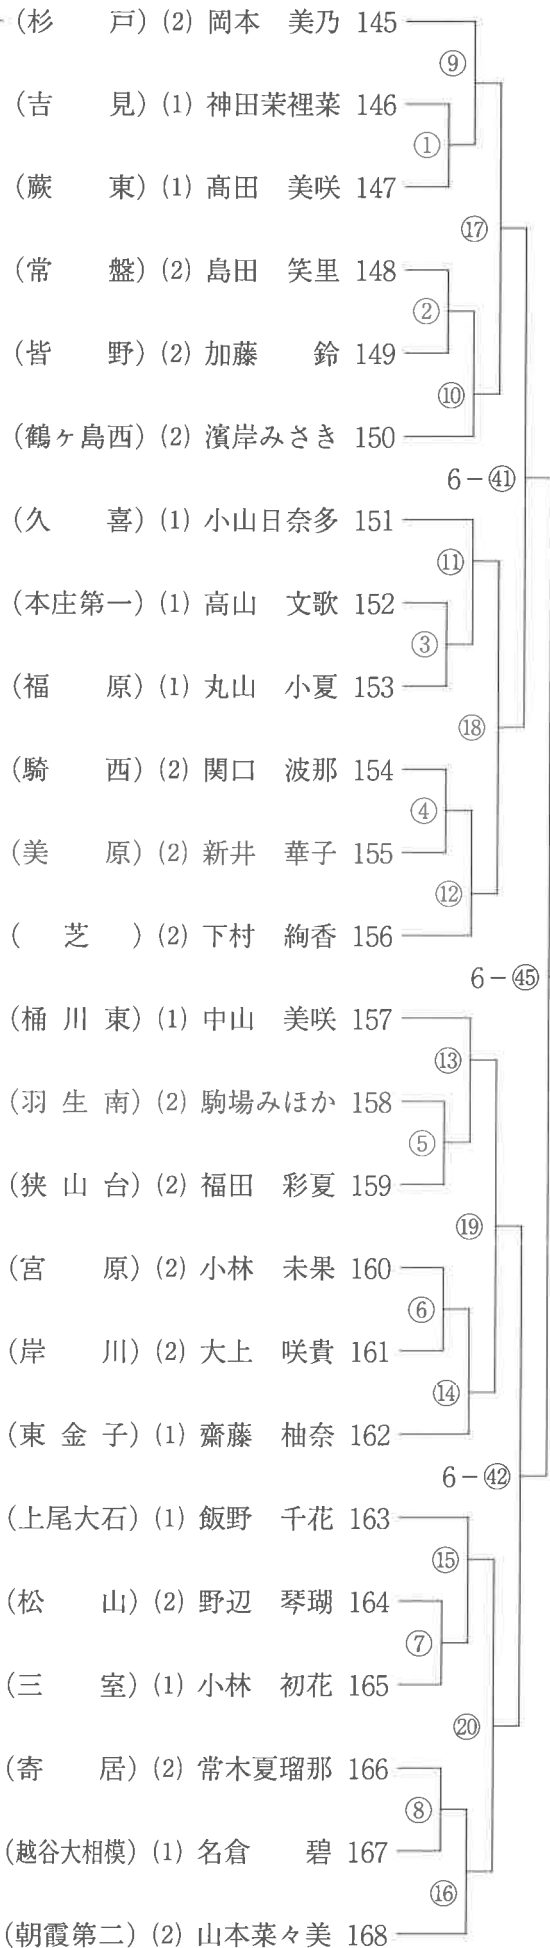 (杉 戸) (2) 岡本 美乃 145
⑨
(吉 見) (1) 神田茉裡菜 146
①
(蕨 東) (1) 髙田 美咲 147
⑰
(常 盤) (2) 島田 笑里 148
②
(皆 野) (2) 加藤 鈴 149
⑩
(鶴ヶ島西) (2) 濱岸みさき 150
6-㊶
(久 喜) (1) 小山日奈多 151
⑪
(本庄第一) (1) 高山 文歌 152
③
(福 原) (1) 丸山 小夏 153
⑱
(騎 西) (2) 関口 波那 154
④
(美 原) (2) 新井 華子 155
⑫
( 芝 ) (2) 下村 絢香 156
6-㊺
(桶 川 東) (1) 中山 美咲 157
⑬
(羽 生 南) (2) 駒場みほか 158
⑤
(狭 山 台) (2) 福田 彩夏 159
⑲
(宮 原) (2) 小林 未果 160
⑥
(岸 川) (2) 大上 咲貴 161
⑭
(東 金 子) (1) 齋藤 柚奈 162
6-㊷
(上尾大石) (1) 飯野 千花 163
⑮
(松 山) (2) 野辺 琴瑚 164
⑦
(三 室) (1) 小林 初花 165
⑳
(寄 居) (2) 常木夏瑠那 166
⑧
(越谷大相模) (1) 名倉 碧 167
⑯
(朝霞第二) (2) 山本菜々美 168